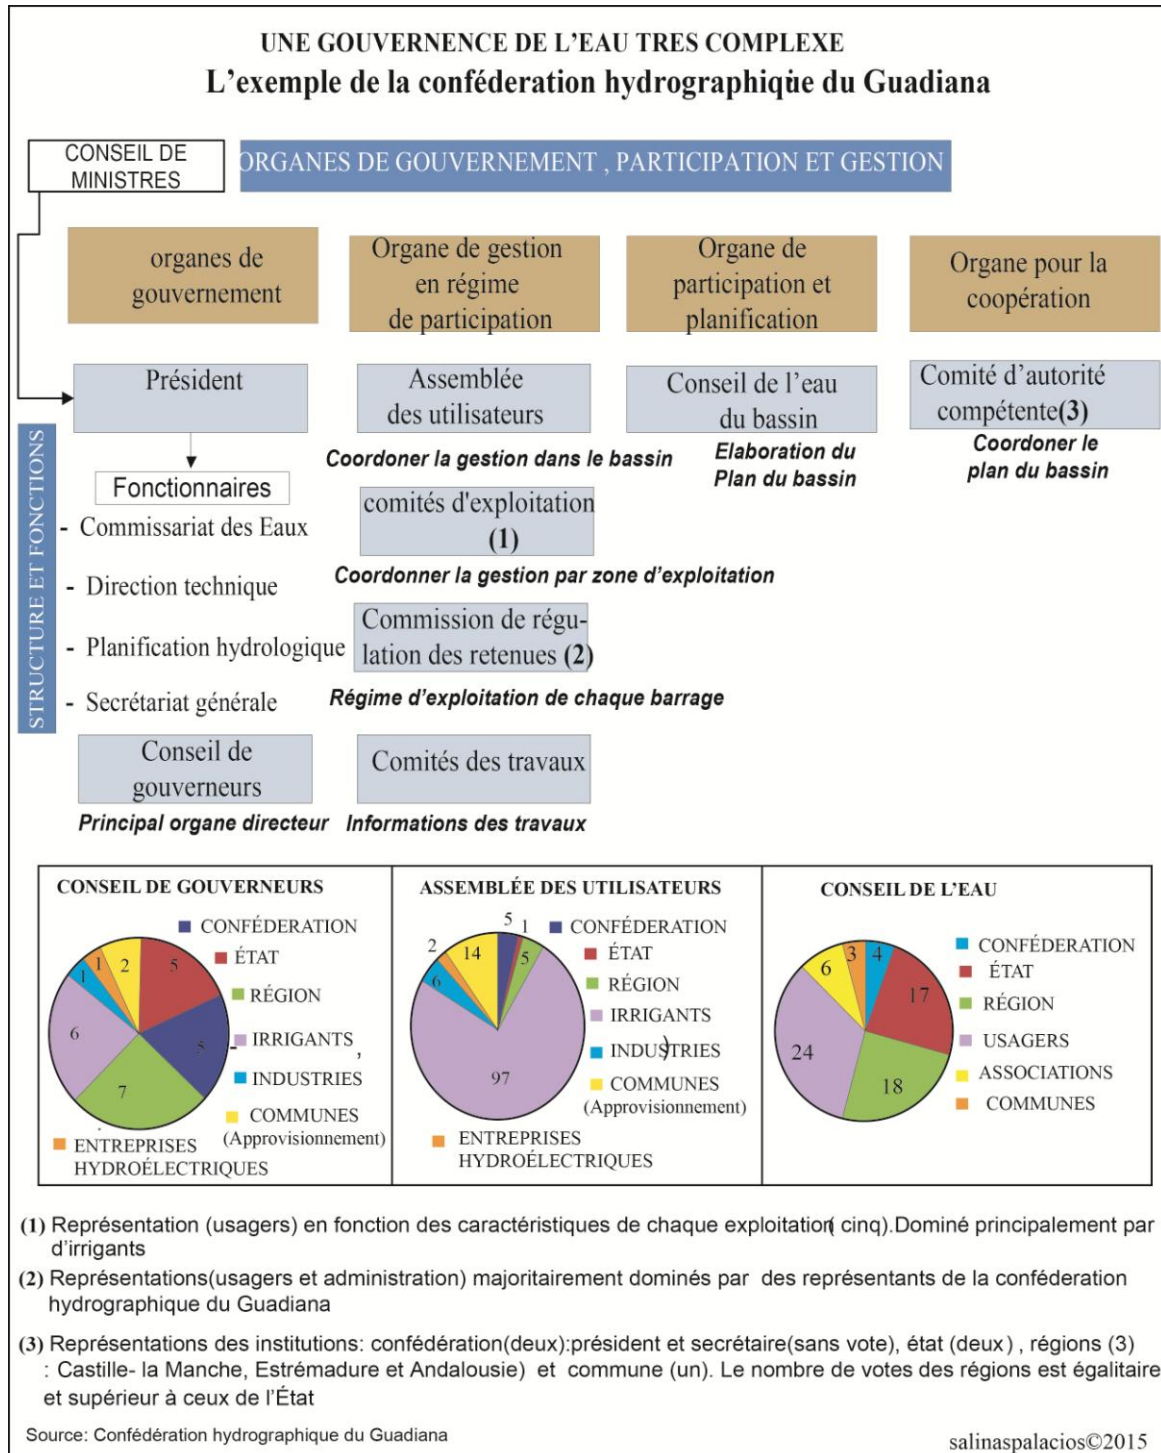 UNE GOUVERNENCE DE L'EAU TRES COMPLEXE
L'exemple de la conféderation hydrographique du Guadiana
CONSEIL DE
MINISTRES
ORGANES DE GOUVERNEMENT , PARTICIPATION ET GESTION
organes de
gouvernement
Organe de gestion
en régime
de participation
Organe de
participation et
planification
Organe pour la
coopération
Président
Assemblée
des utilisateurs
Conseil de l'eau
du bassin
Comité d'autorité
compétente(3)
Coordoner la gestion dans le bassin
Elaboration du
Plan du bassin
Coordoner le
plan du bassin
STRUCTURE ET FONCTIONS
Fonctionnaires
- Commissariat des Eaux
- Direction technique
- Planification hydrologique
- Secrétariat générale
comités d'exploitation
(1)
Coordonner la gestion par zone d'exploitation
Commission de régu-
lation des retenues (2)
Régime d'exploitation de chaque barrage
Conseil de
gouverneurs
Comités des travaux
Principal organe directeur
Informations des travaux
CONSEIL DE GOUVERNEURS
5
5
7
6
1
1
2
CONFÉDERATION
ÉTAT
RÉGION
IRRIGANTS
INDUSTRIES
COMMUNES
(Approvisionnement)
ENTREPRISES
HYDROÉLECTRIQUES
ASSEMBLÉE DES UTILISATEURS
5
1
5
97
6
2
14
CONFÉDERATION
ÉTAT
RÉGION
IRRIGANTS
INDUSTRIES
COMMUNES
(Approvisionnement)
ENTREPRISES
HYDROÉLECTRIQUES
CONSEIL DE L'EAU
4
17
18
24
6
3
CONFÉDERATION
ÉTAT
RÉGION
USAGERS
ASSOCIATIONS
COMMUNES
(1) Représentation (usagers) en fonction des caractéristiques de chaque exploitation( cinq).Dominé principalement par
d'irrigants
(2) Représentations(usagers et administration) majoritairement dominés par des représentants de la conféderation
hydrographique du Guadiana
(3) Représentations des institutions: confédération(deux):président et secrétaire(sans vote), état (deux) , régions (3)
: Castille- la Manche, Estrémadure et Andalousie) et commune (un). Le nombre de votes des régions est égalitaire
et supérieur à ceux de l'État
Source: Confédération hydrographique du Guadiana
salinaspalacios©2015